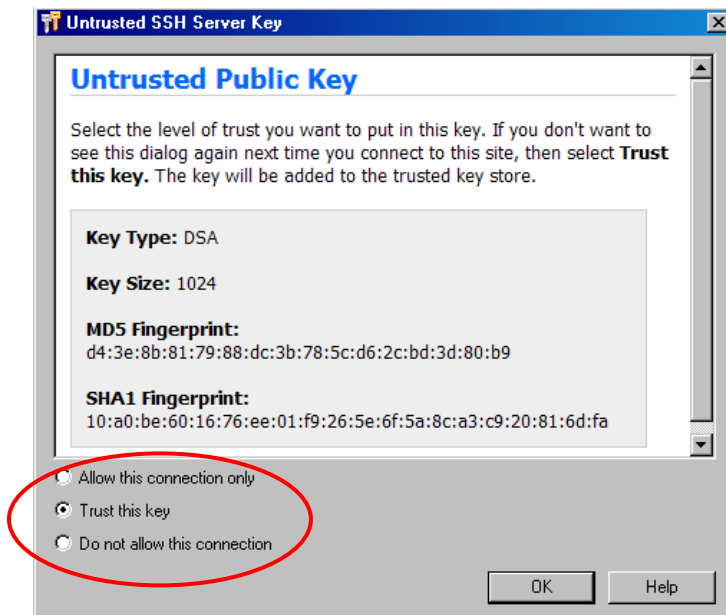 Untrusted SSH Server Key
Untrusted Public Key
Select the level of trust you want to put in this key. If you don't want to
see this dialog again next time you connect to this site, then select Trust
this key. The key will be added to the trusted key store.
Key Type: DSA
Key Size: 1024
MD5 Fingerprint:
d4:3e:8b:81:79:88:dc:3b:78:5c:d6:2c:bd:3d:80:b9
SHA1 Fingerprint:
10:a0:be:60:16:76:ee:01:f9:26:5e:6f:5a:8c:a3:c9:20:81:6d:fa
Allow this connection only
Trust this key
Do not allow this connection
OK
Help